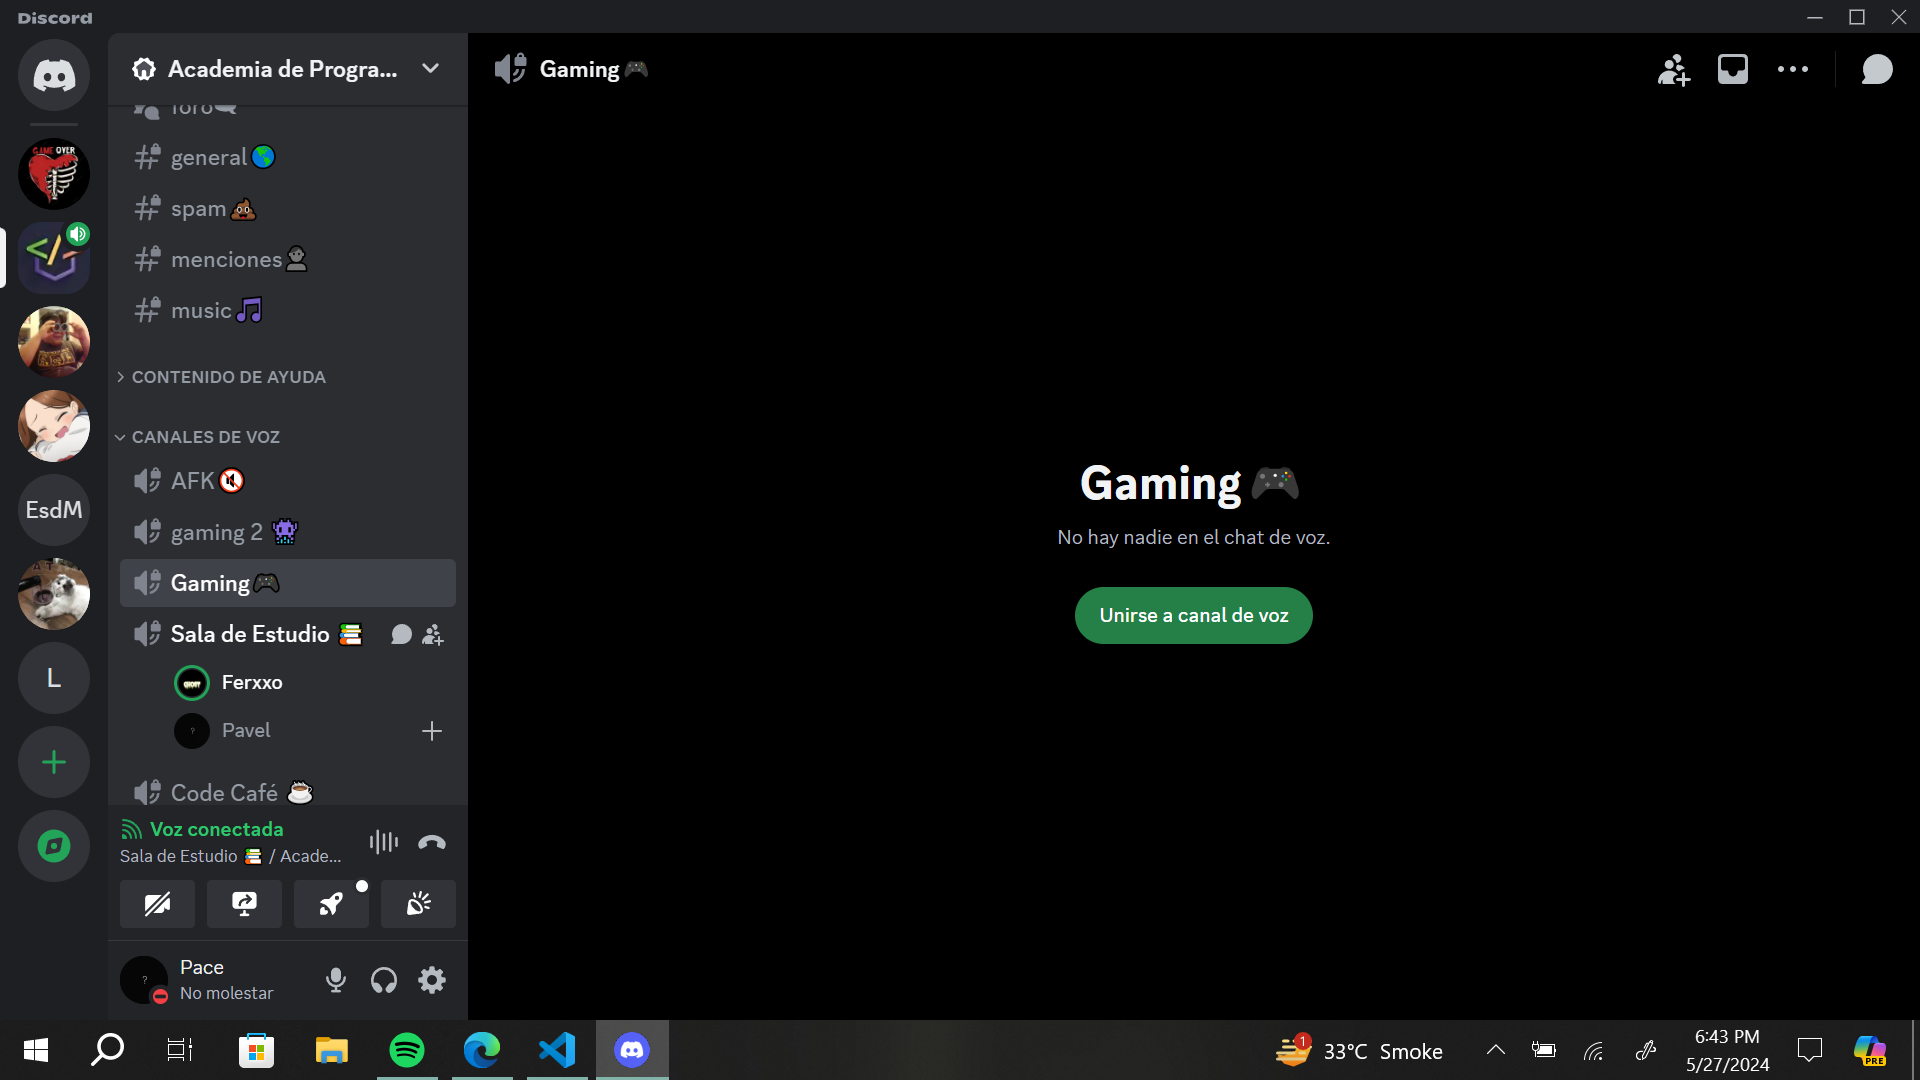 Discord
GAME OVER
EsdM
L
Academia de Progra...
foro
general
spam
menciones
music
CONTENIDO DE AYUDA
CANALES DE VOZ
AFK
gaming 2
Gaming
Sala de Estudio
Ferxxo
Pavel
Code Café
Voz conectada
Sala de Estudio / Acade...
Pace
No molestar
Gaming
Gaming
No hay nadie en el chat de voz.
Unirse a canal de voz
1
33°C Smoke
6:43 PM
5/27/2024
PRE